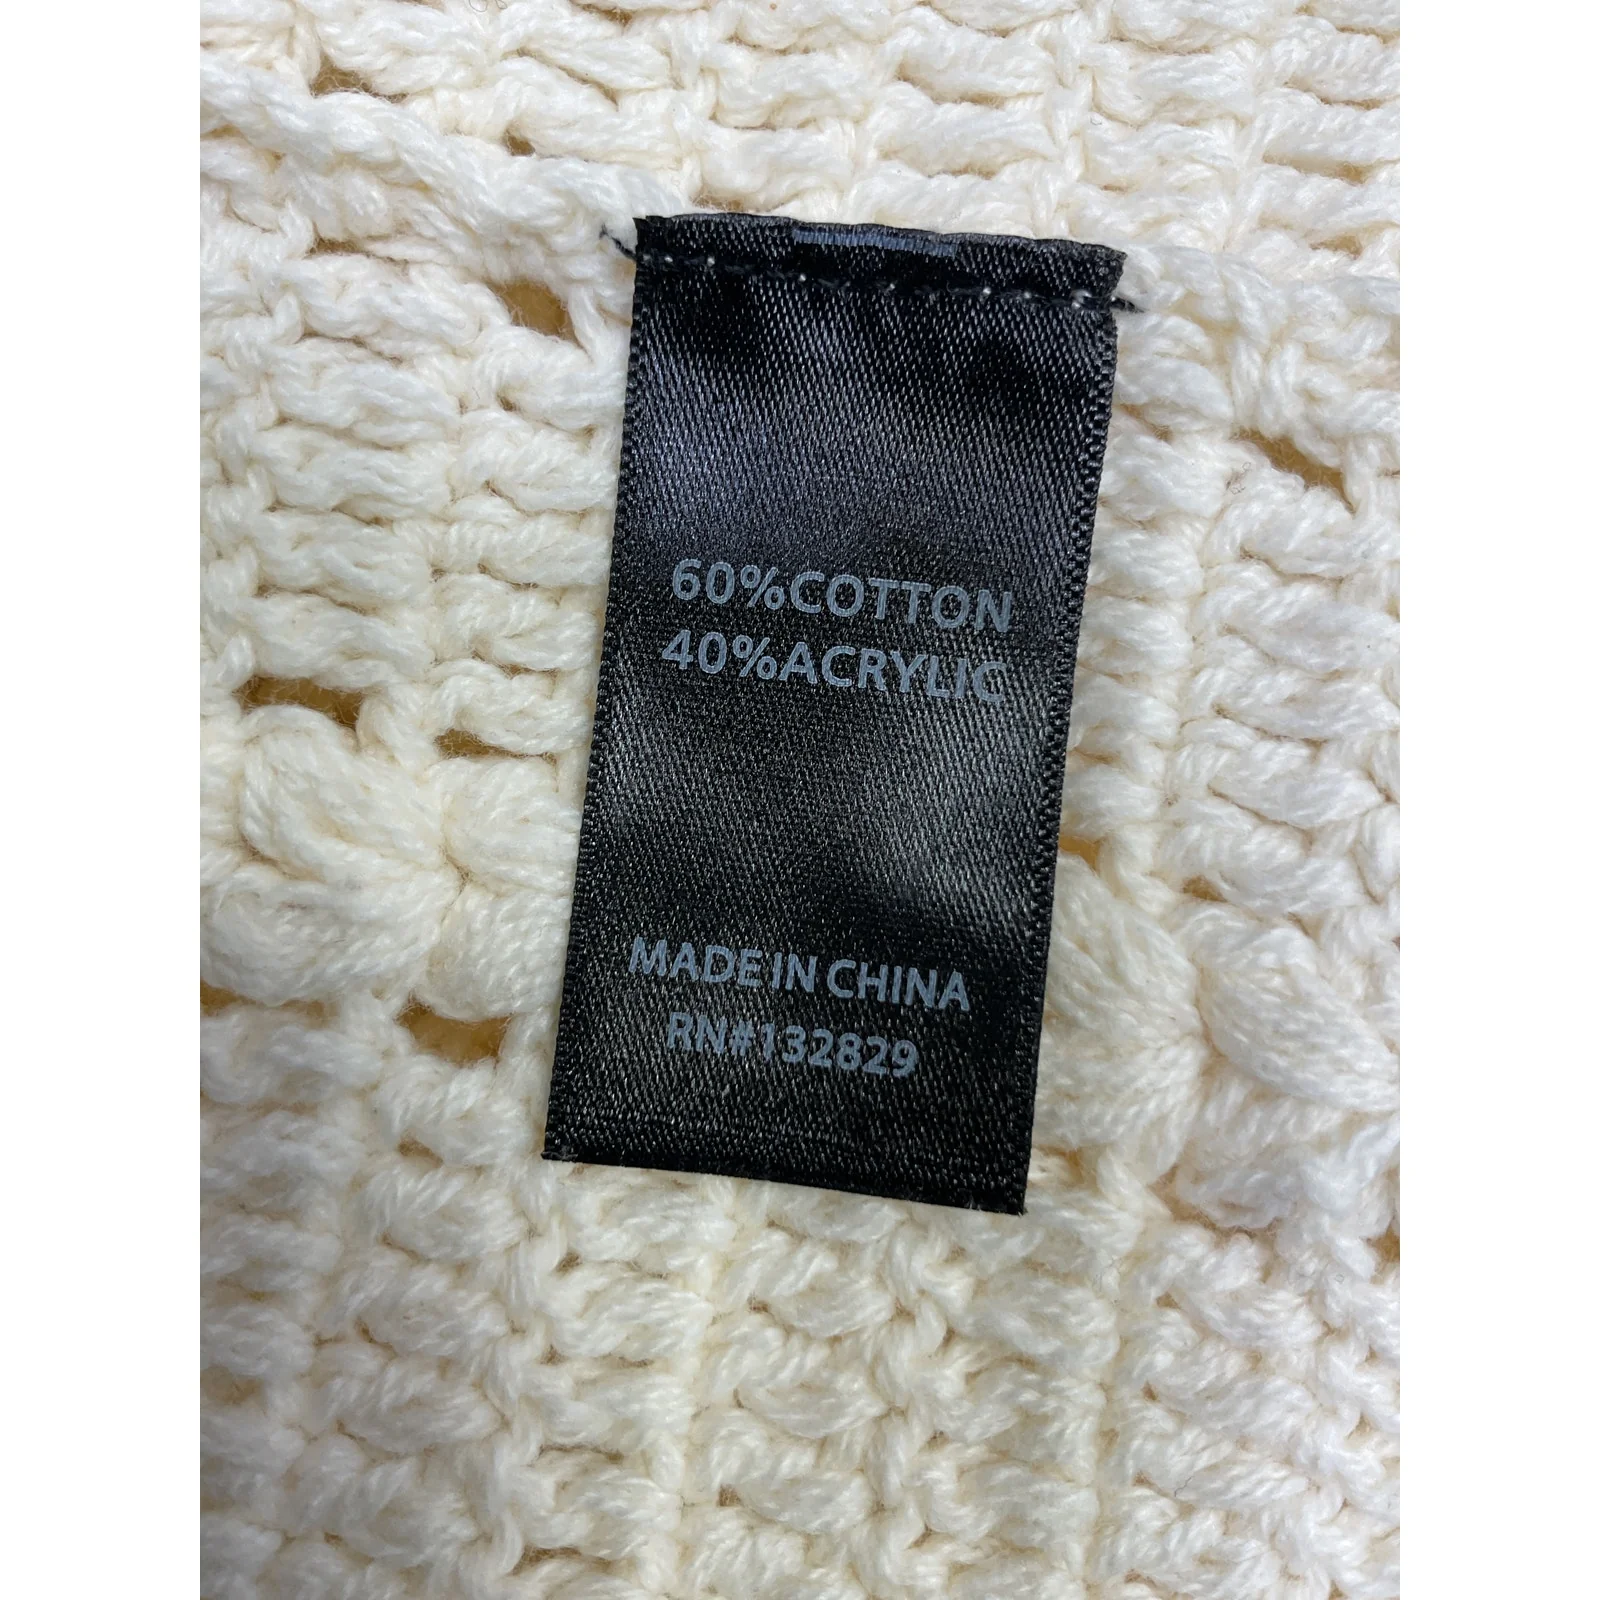 60%COTTON
40%ACRYLIC
MADE IN CHINA
RN#132829